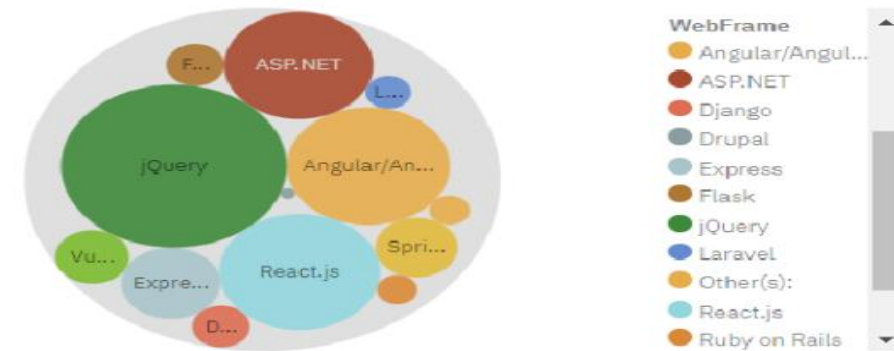 F...
ASP.NET
L...
jQuery
Angular/An...
Vu...
Expre...
React.js
Spri...
D...
WebFrame
Angular/Angul...
ASP.NET
Django
Drupal
Express
Flask
jQuery
Laravel
Other(s):
React.js
Ruby on Rails